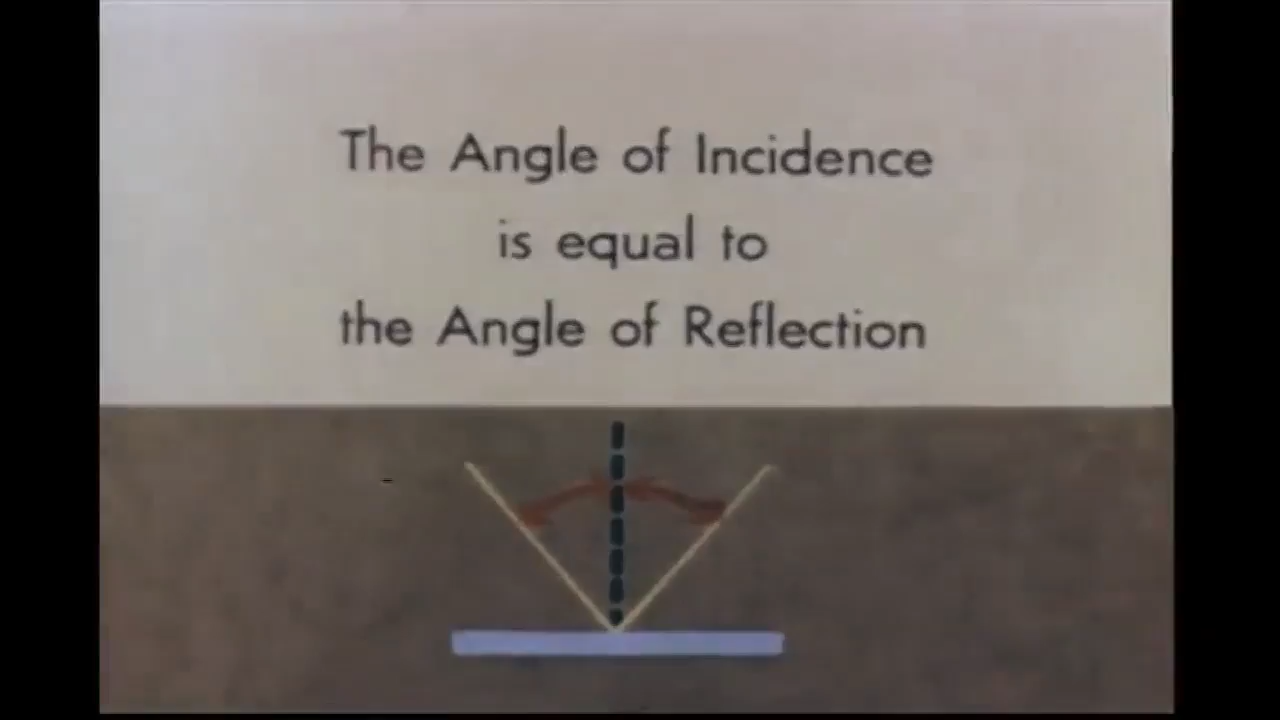 The Angle of Incidence
is equal to
the Angle of Reflection